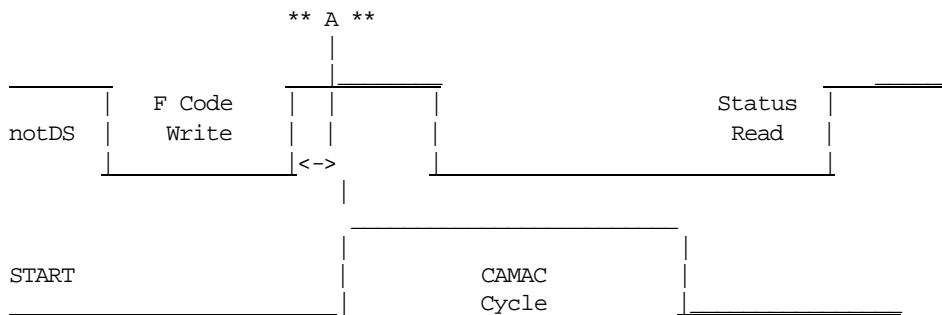 ** A **
F Code Status
notDS Write Read
<->
START CAMAC
Cycle